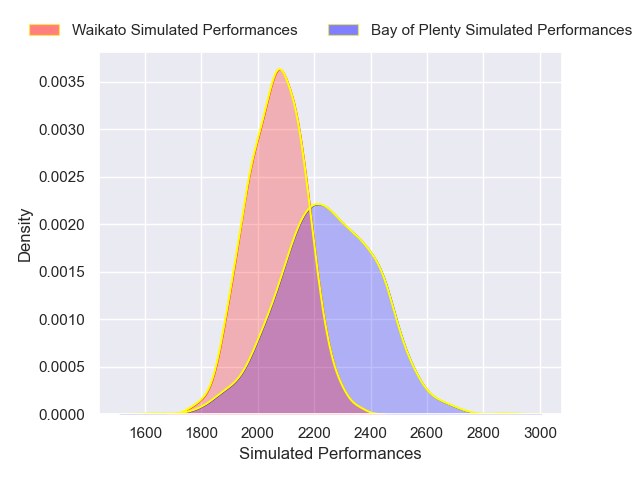 Waikato Simulated Performances Bay of Plenty Simulated Performances
0.0035
0.0030
0.0025
0.0020
0.0015
0.0010
0.0005
0.0000
Density
1600 1800 2000 2200 2400 2600 2800 3000
Simulated Performances